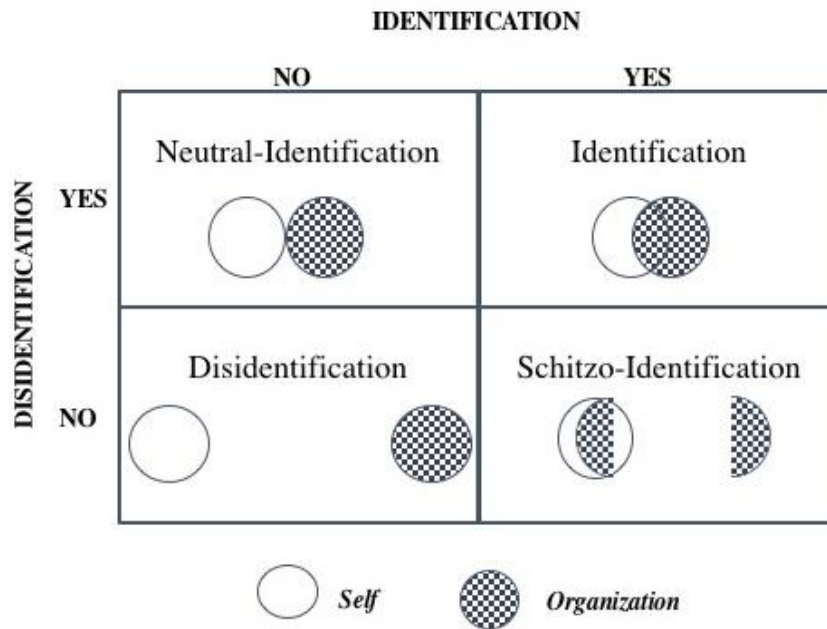 IDENTIFICATION
NO YES
Neutral-Identification Identification
YES
DISIDENTIFICATION
Disidentification Schitzo-Identification
NO
Self Organization